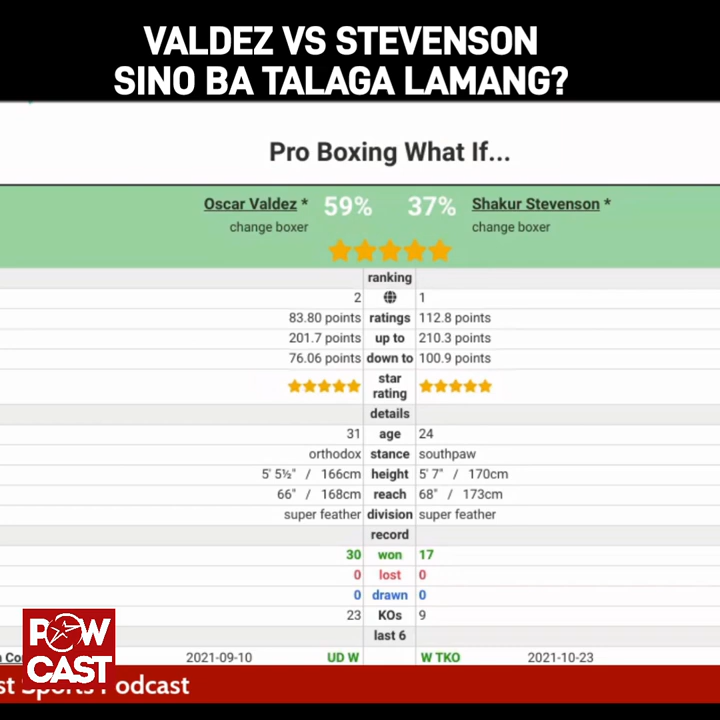 VALDEZ VS STEVENSON
SINO BA TALAGA LAMANG?
Pro Boxing What If...
Oscar Valdez * 59% 37% Shakur Stevenson *
change boxer change boxer
ranking
2 1
83.80 points ratings 112.8 points
201.7 points up to 210.3 points
76.06 points down to 100.9 points
star
rating
details
31 age 24
orthodox stance southpaw
5' 5½" / 166cm height 5' 7" / 170cm
66" / 168cm reach 68" / 173cm
super feather division super feather
record
30 won 17
0 lost 0
0 drawn 0
23 KOs 9
last 6
2021-09-10 UD W W TKO 2021-10-23
POW
CAST
Podcast